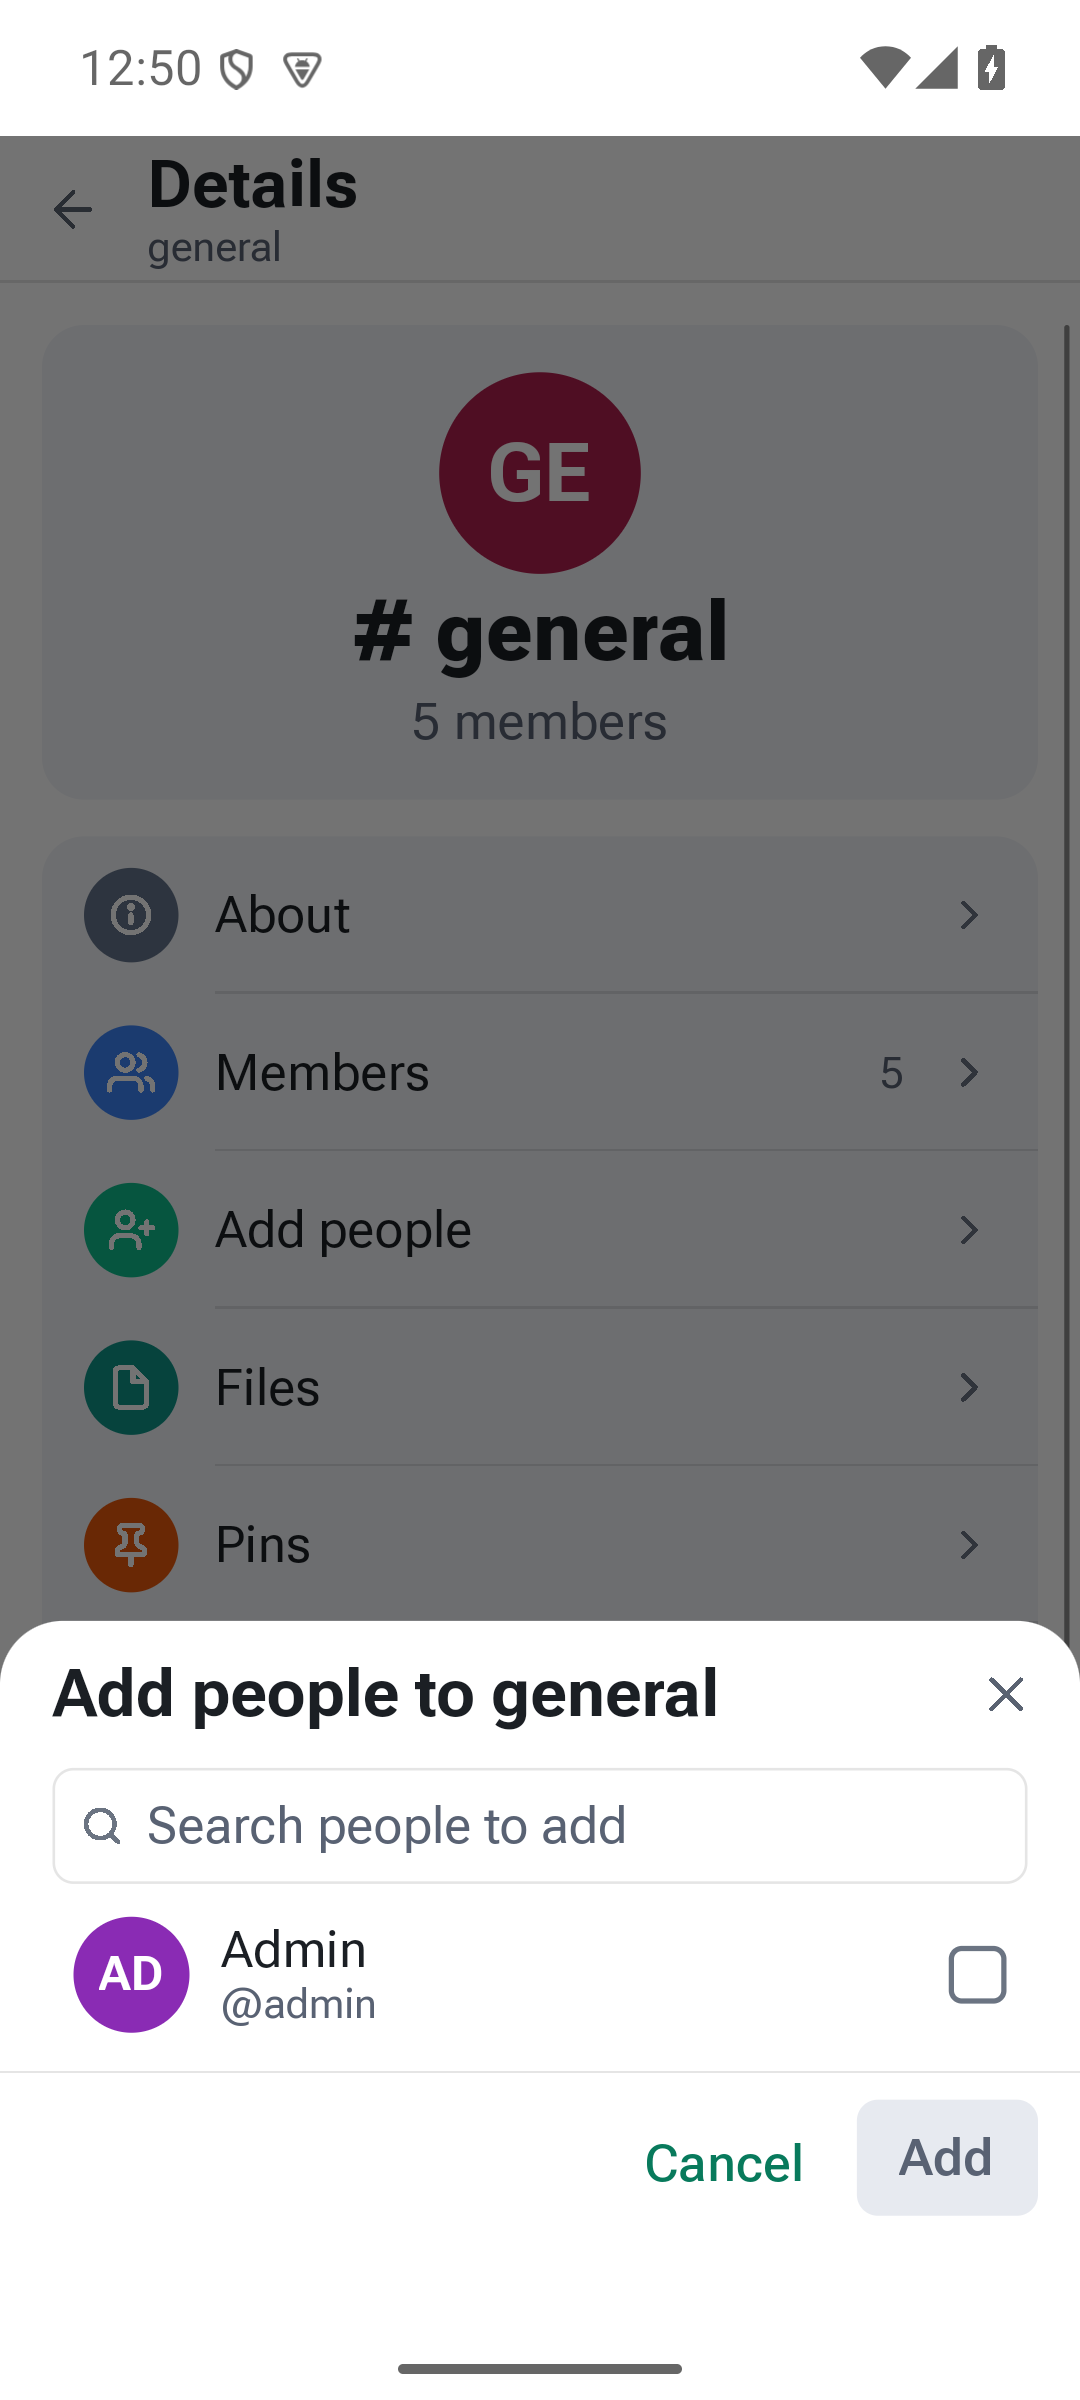 12:50
Details
general
GE
# general
5 members
About
Members 5
Add people
Files
Pins
Add people to general
Search people to add
AD
Admin
@admin
Cancel Add